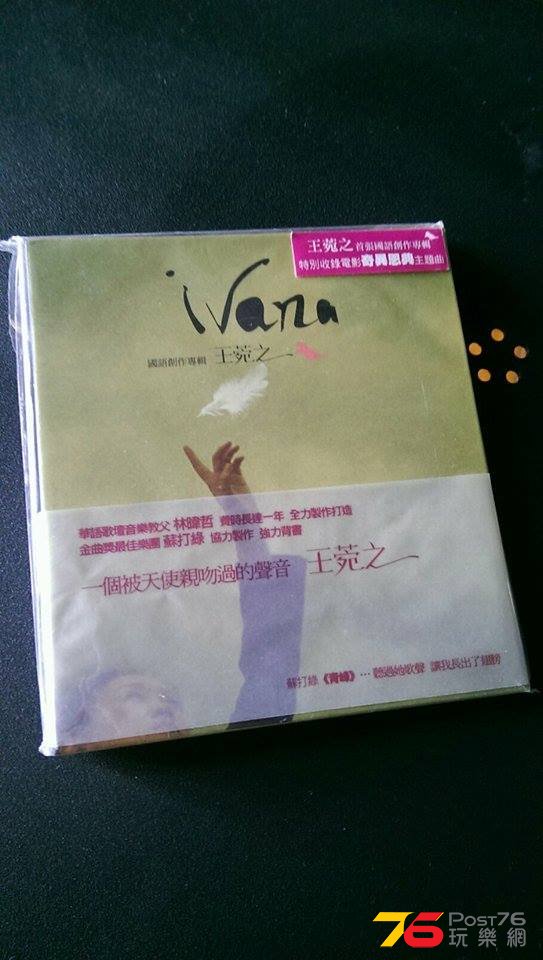 王菀之 首張國語創作專輯
特別收錄電影奇異恩典主題曲
ivana
國語創作專輯 王菀之
華語歌壇音樂教父 林暐哲 費時長達一年 全力製作打造
金曲獎最佳樂團 蘇打綠 協力製作 強力背書
一個被天使親吻過的聲音 王菀之
蘇打綠《青峰》…聽過她歌聲 讓我長出了翅膀
76 POST76
玩樂網